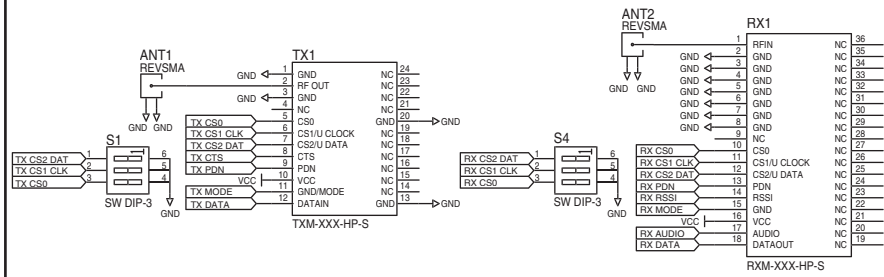 ANT1
REVSMA
GND GND
TX1
GND 1 GND NC 24
2 RF OUT NC 23
GND 3 GND NC 22
4 NC NC 21
TX CS0 5 CS0 GND 20 GND
TX CS1 CLK 6 CS1/U CLOCK NC 19
TX CS2 DAT 7 CS2/U DATA NC 18
TX CTS 8 CTS NC 17
TX PDN 9 PDN NC 16
VCC 10 VCC NC 15
TX MODE 11 GND/MODE NC 14
TX DATA 12 DATAIN GND 13 GND
TXM-XXX-HP-S
S1
TX CS2 DAT 1 6
TX CS1 CLK 2 5
TX CS0 3 4
SW DIP-3
GND
ANT2
REVSMA
GND GND
S4
RX CS2 DAT 1 6
RX CS1 CLK 2 5
RX CS0 3 4
SW DIP-3
GND
RX1
1 RFIN NC 36
GND 2 GND NC 35
GND 3 GND NC 34
GND 4 GND NC 33
GND 5 GND NC 32
GND 6 GND NC 31
GND 7 GND NC 30
GND 8 GND NC 29
9 NC NC 28
RX CS0 10 CS0 NC 27
RX CS1 CLK 11 CS1/U CLOCK NC 26
RX CS2 DAT 12 CS2/U DATA NC 25
RX PDN 13 PDN NC 24
RX RSSI 14 RSSI NC 23
RX MODE 15 GND NC 22
VCC 16 VCC NC 21
RX AUDIO 17 AUDIO NC 20
RX DATA 18 DATAOUT NC 19
RXM-XXX-HP-S